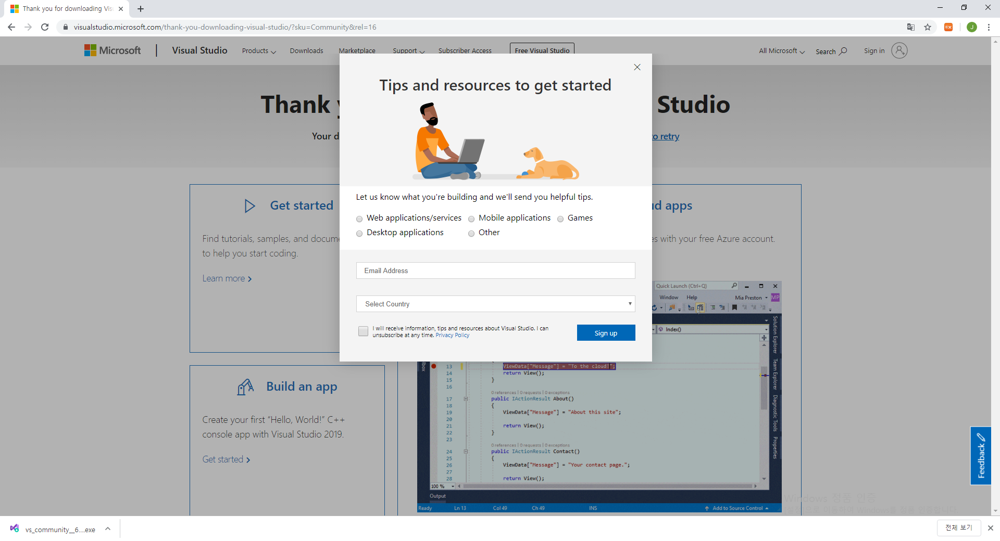 Thank you for downloading Vis
visualstudio.microsoft.com/thank-you-downloading-visual-studio/?sku=Community&rel=16
J
Microsoft
Visual Studio
Products
Downloads
Marketplace
Support
Subscriber Access
Free Visual Studio
All Microsoft
Search
Sign in
Tips and resources to get started
Thank
Studio
Your d
to retry
Let us know what you're building and we'll send you helpful tips.
Web applications/services
Mobile applications
Games
Desktop applications
Other
Email Address
Select Country
I will receive information, tips and resources about Visual Studio. I can
unsubscribe at any time. Privacy Policy
Sign up
Get started
Find tutorials, samples, and docume
to help you start coding.
Learn more
Build an app
Create your first “Hello, World!” C++
console app with Visual Studio 2019.
Get started
ud apps
es with your free Azure account.
Quick Launch (Ctrl+Q)
Window Help
Mia Preston
MP
Index()
Solution Explorer
Team Explorer
Diagnostic Tools
Properties
lbox
13 ViewData["Message"] = "To the cloud!";
14 return View();
15 }
16
0 references | 0 requests | 0 exceptions
17 public IActionResult About()
18 {
19 ViewData["Message"] = "About this site";
20
21 return View();
22 }
23
0 references | 0 requests | 0 exceptions
24 public IActionResult Contact()
25 {
26 ViewData["Message"] = "Your contact page.";
27
28 return View();
100 %
Output
Ready
Ln 13
Col 49
Ch 49
INS
Add to Source Control
Feedback
Windows 정품 인증
[설정]으로 이동하여 Windows를 정품 인증합니다.
vs_community__6....exe
전체 보기